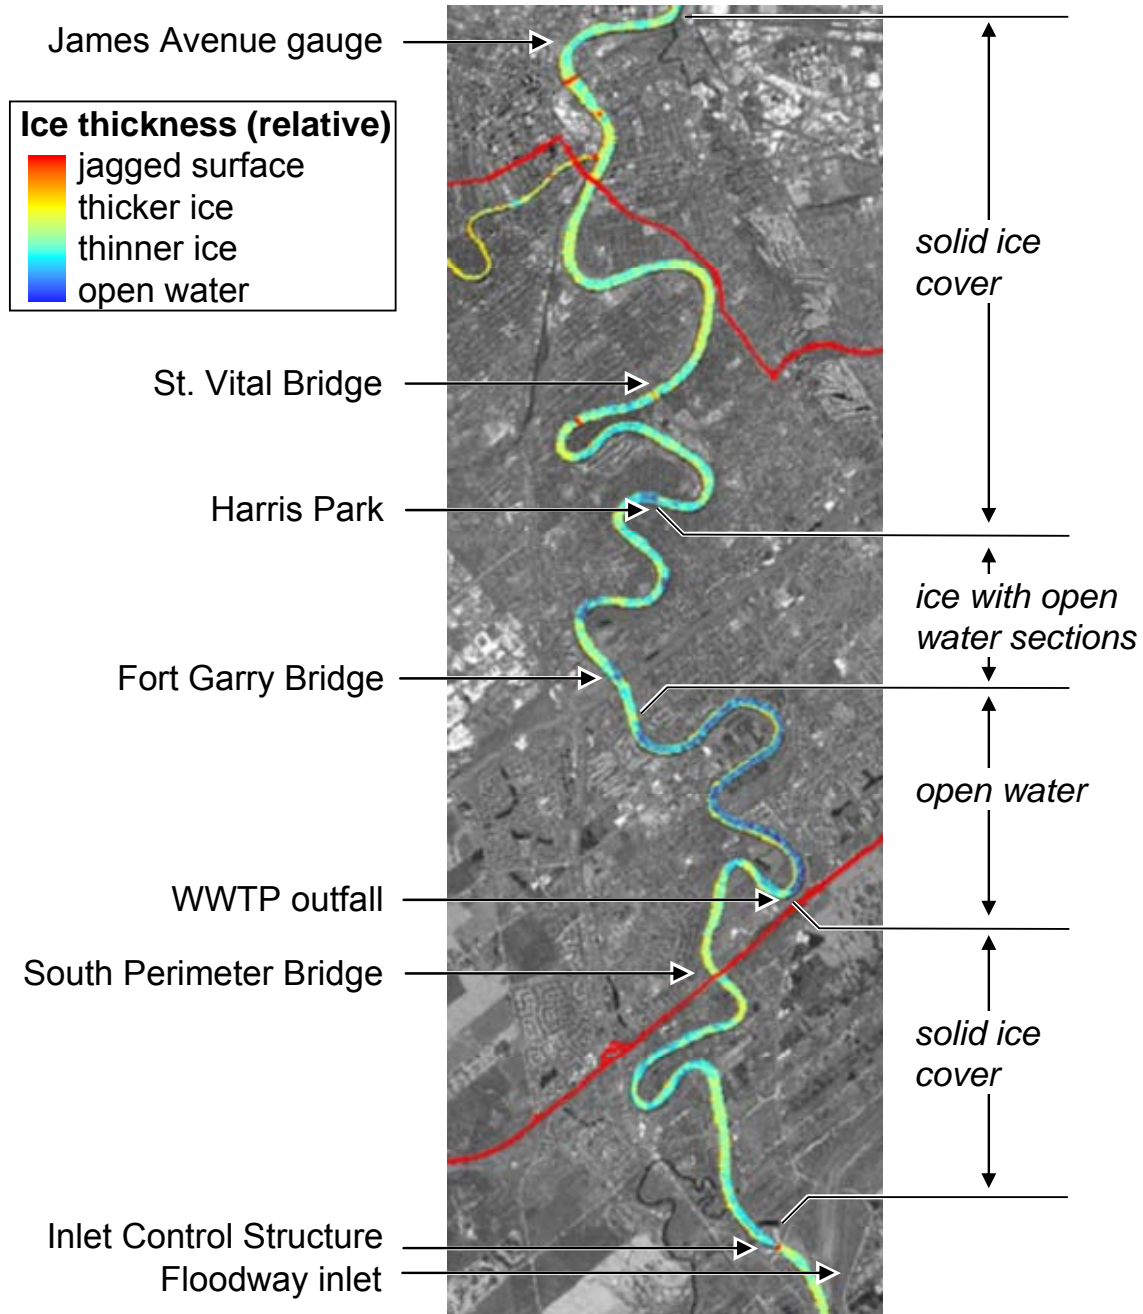 James Avenue gauge
Ice thickness (relative)
jagged surface
thicker ice
thinner ice
open water
solid ice
cover
St. Vital Bridge
Harris Park
ice with open
water sections
Fort Garry Bridge
open water
WWTP outfall
South Perimeter Bridge
solid ice
cover
Inlet Control Structure
Floodway inlet